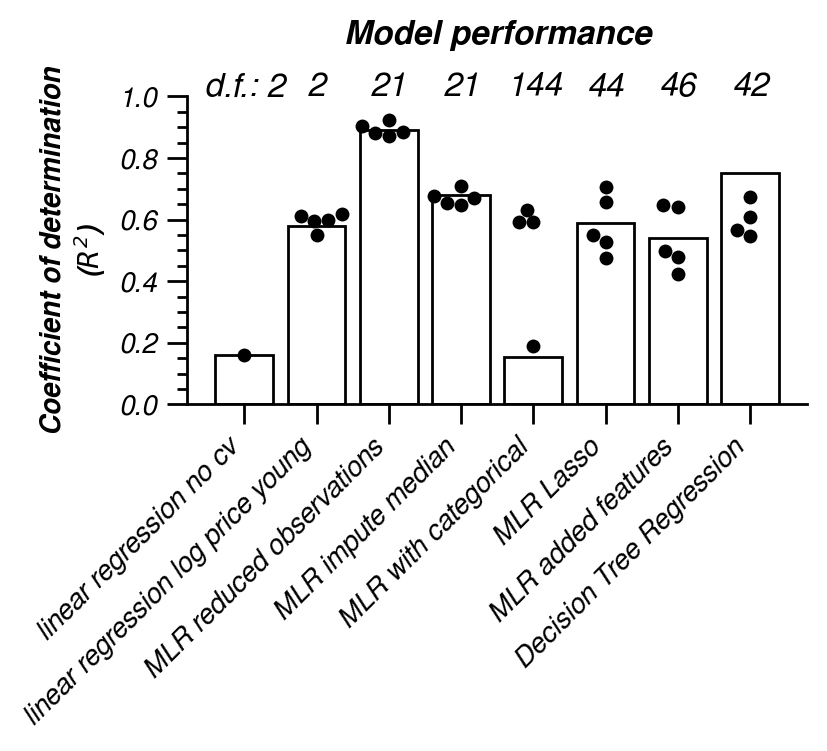 Model performance
d.f.: 2 2 21 21 144 44 46 42
Coefficient of determination
(R²)
1.0
0.8
0.6
0.4
0.2
0.0
linear regression no cv
linear regression log price young
MLR reduced observations
MLR impute median
MLR with categorical
MLR Lasso
MLR added features
Decision Tree Regression